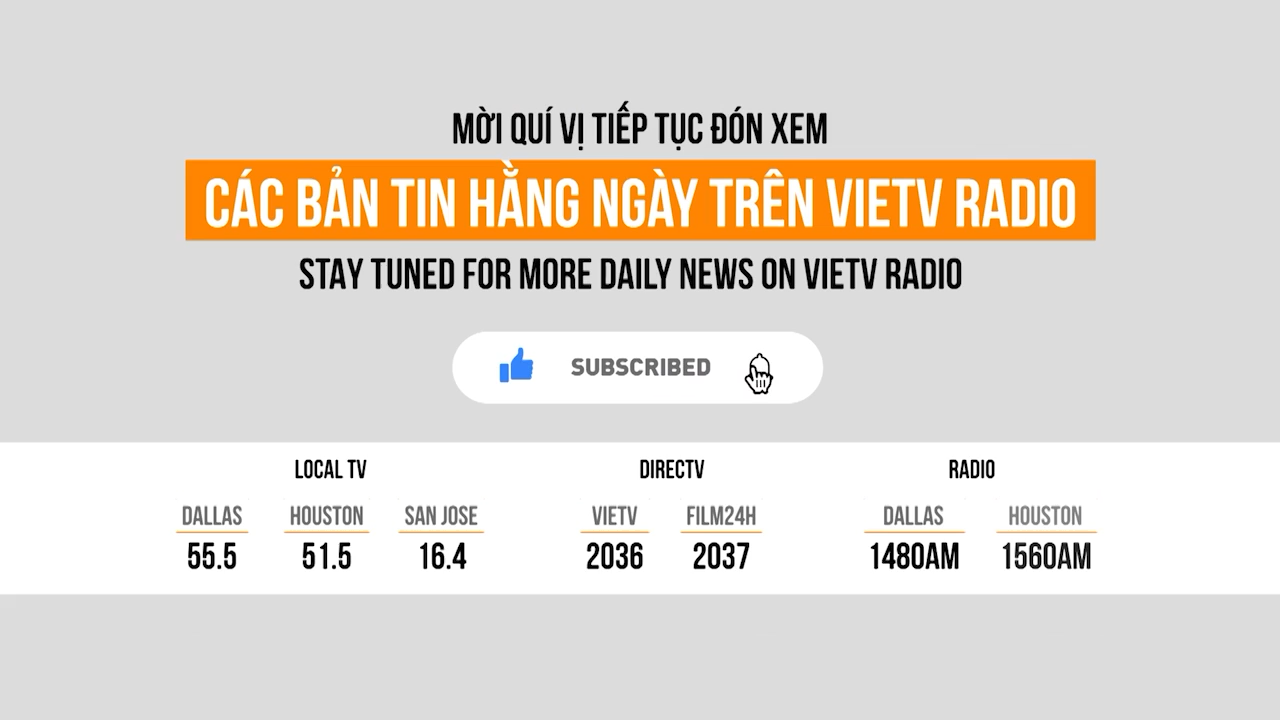 MỜI QUÍ VỊ TIẾP TỤC ĐÓN XEM
CÁC BẢN TIN HẰNG NGÀY TRÊN VIETV RADIO
STAY TUNED FOR MORE DAILY NEWS ON VIETV RADIO
SUBSCRIBED
LOCAL TV
DALLAS HOUSTON SAN JOSE
55.5 51.5 16.4
DIRECTV
VIETV FILM24H
2036 2037
RADIO
DALLAS HOUSTON
1480AM 1560AM